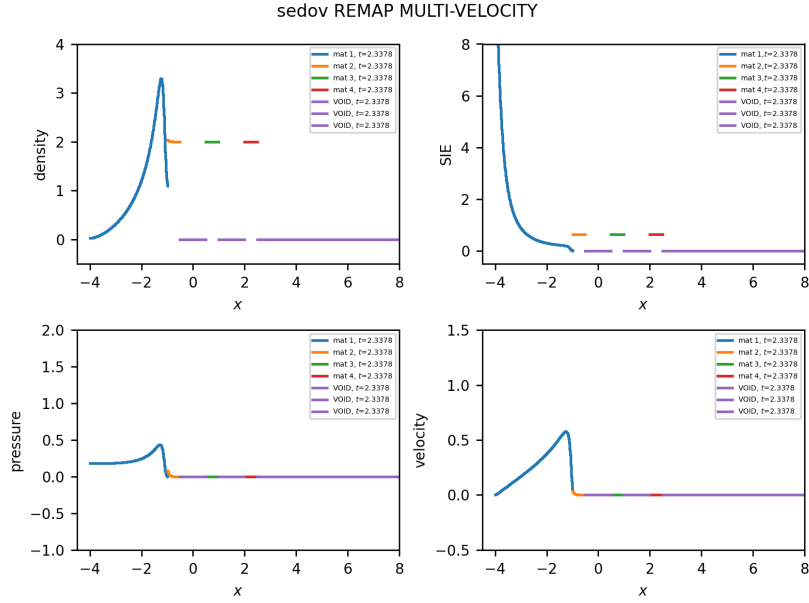 sedov REMAP MULTI-VELOCITY
4
3
2
1
0
density
−4
−2
0
2
4
6
8
x
mat 1, t=2.3378
mat 2, t=2.3378
mat 3, t=2.3378
mat 4, t=2.3378
VOID, t=2.3378
VOID, t=2.3378
VOID, t=2.3378
8
6
4
2
0
SIE
−4
−2
0
2
4
6
8
x
mat 1,t=2.3378
mat 2,t=2.3378
mat 3,t=2.3378
mat 4,t=2.3378
VOID,t=2.3378
VOID,t=2.3378
VOID,t=2.3378
2.0
1.5
1.0
0.5
0.0
−0.5
−1.0
pressure
−4
−2
0
2
4
6
8
x
mat 1, t=2.3378
mat 2, t=2.3378
mat 3, t=2.3378
mat 4, t=2.3378
VOID, t=2.3378
VOID, t=2.3378
VOID, t=2.3378
1.5
1.0
0.5
0.0
−0.5
velocity
−4
−2
0
2
4
6
8
x
mat 1, t=2.3378
mat 2, t=2.3378
mat 3, t=2.3378
mat 4, t=2.3378
VOID, t=2.3378
VOID, t=2.3378
VOID, t=2.3378